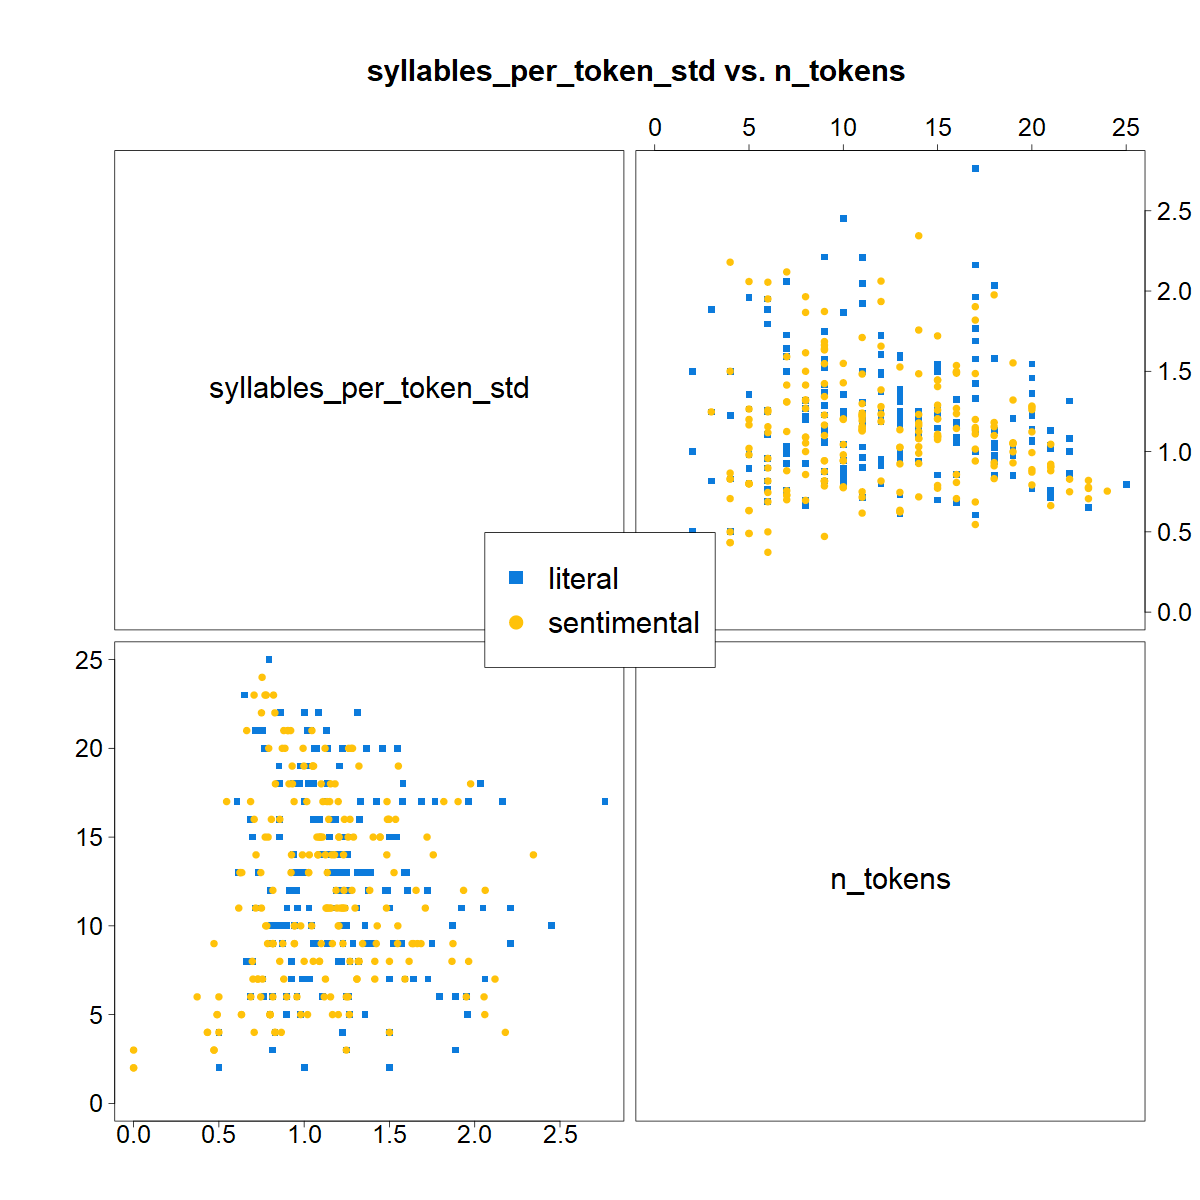 syllables_per_token_std vs. n_tokens
0 5 10 15 20 25
syllables_per_token_std
2.5
2.0
1.5
1.0
0.5
0.0
literal
sentimental
25
20
15
10
5
0
n_tokens
0.0 0.5 1.0 1.5 2.0 2.5